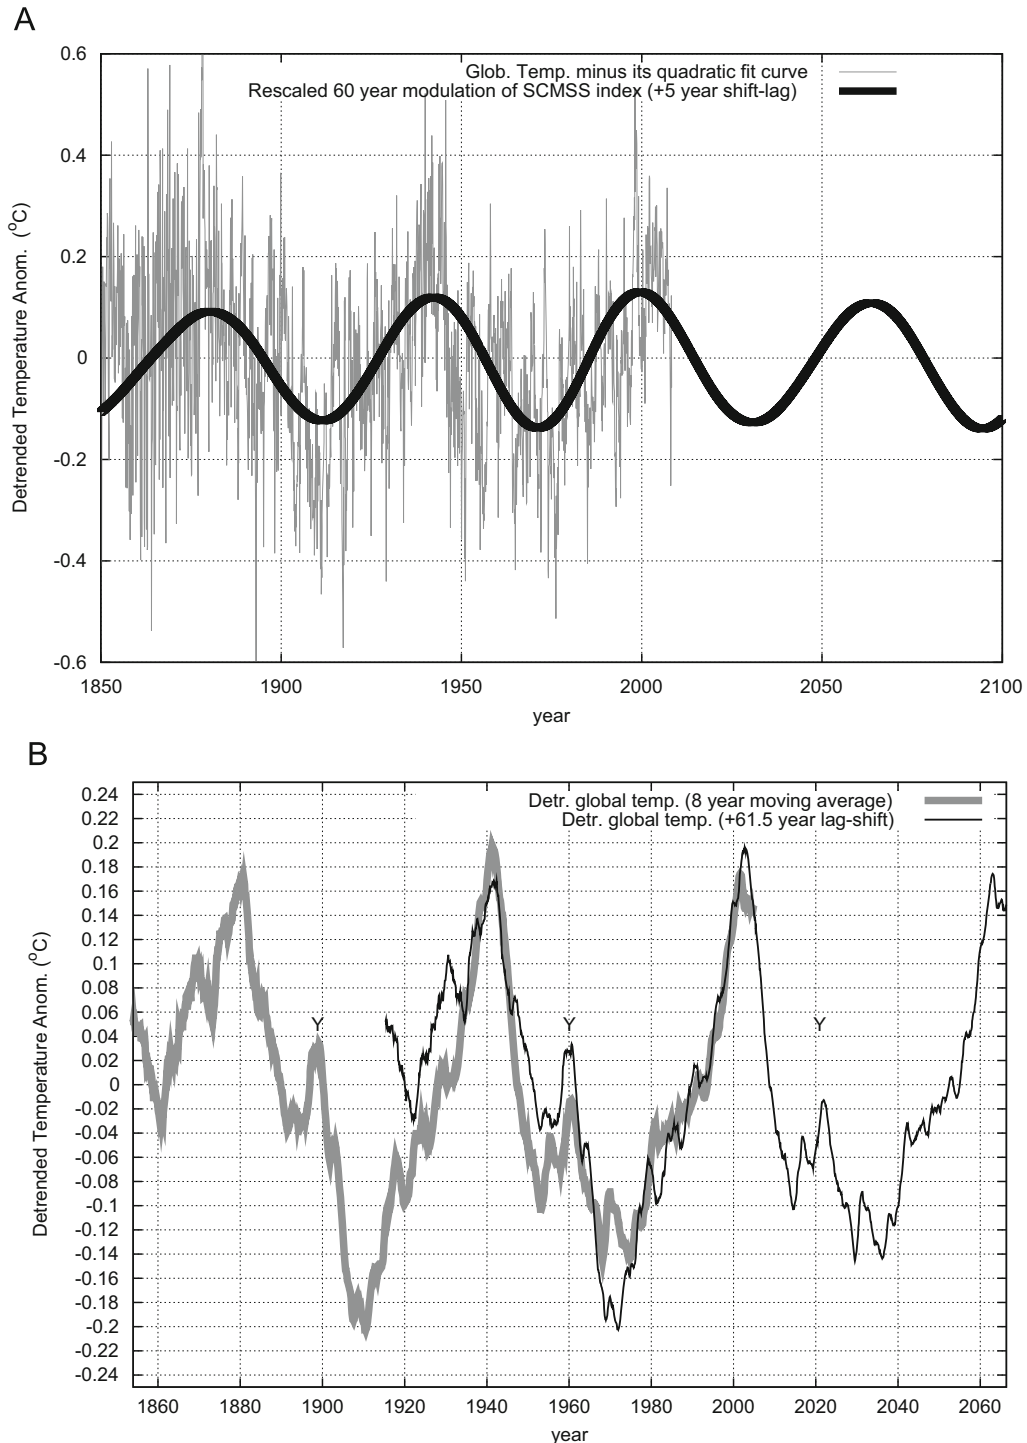 A
0.6
Glob. Temp. minus its quadratic fit curve
Rescaled 60 year modulation of SCMSS index (+5 year shift-lag)
0.4
0.2
0
-0.2
-0.4
-0.6
Detrended Temperature Anom. (°C)
1850 1900 1950 2000 2050 2100
year
B
0.24
Detr. global temp. (8 year moving average)
0.22
Detr. global temp. (+61.5 year lag-shift)
0.2
0.18
0.16
0.14
0.12
0.1
0.08
0.06
Y Y Y
0.04
0.02
0
-0.02
-0.04
-0.06
-0.08
-0.1
-0.12
-0.14
-0.16
-0.18
-0.2
-0.22
-0.24
Detrended Temperature Anom. (°C)
1860 1880 1900 1920 1940 1960 1980 2000 2020 2040 2060
year